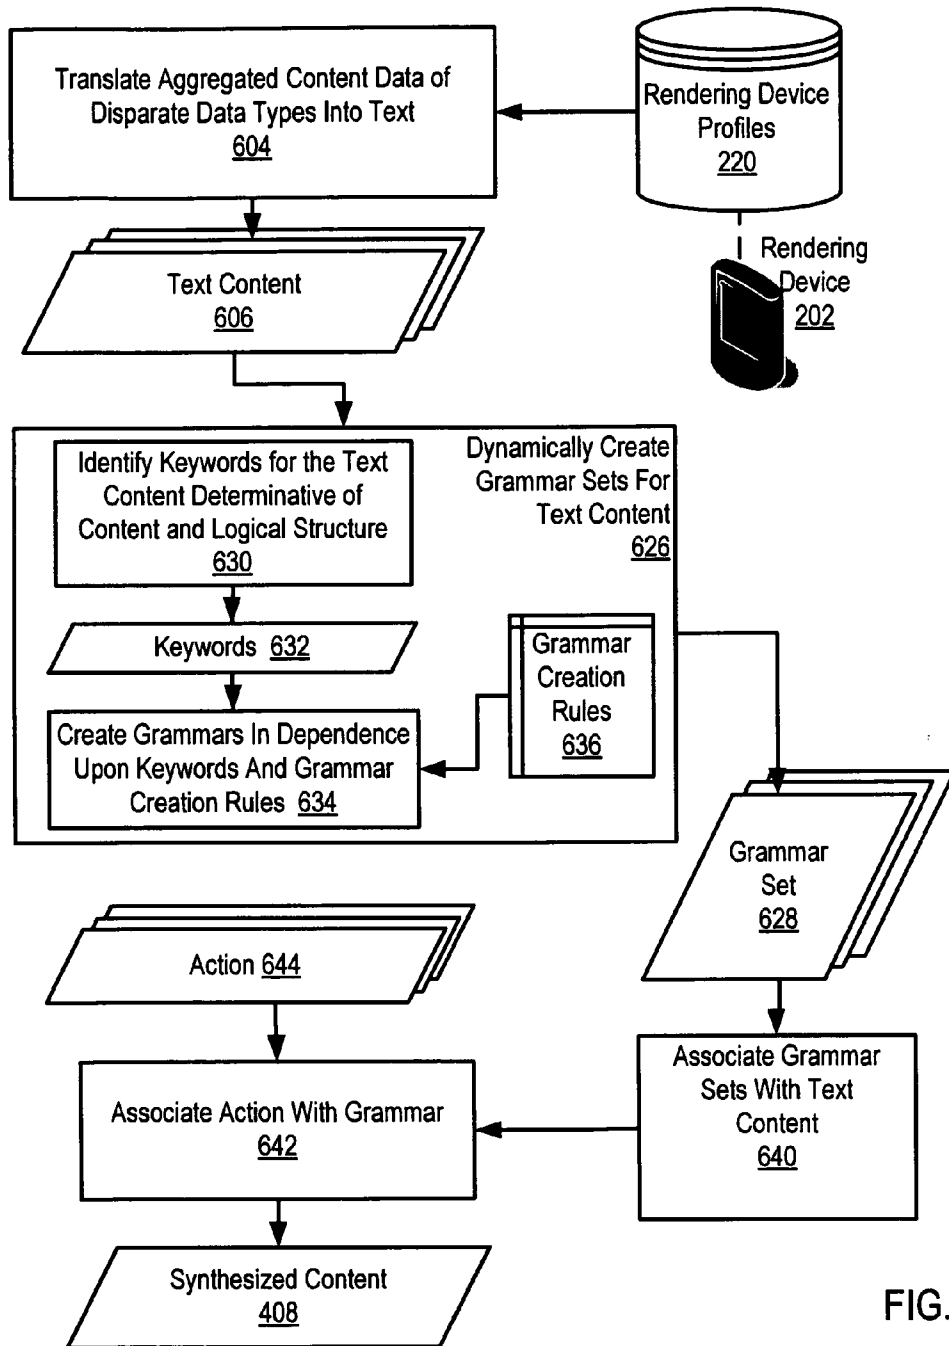 Translate Aggregated Content Data of
Disparate Data Types Into Text
604
Rendering Device
Profiles
220
Rendering
Device
202
Text Content
606
Dynamically Create
Grammar Sets For
Text Content
626
Identify Keywords for the Text
Content Determinative of
Content and Logical Structure
630
Keywords 632
Grammar
Creation
Rules
636
Create Grammars In Dependence
Upon Keywords And Grammar
Creation Rules 634
Grammar
Set
628
Action 644
Associate Grammar
Sets With Text
Content
640
Associate Action With Grammar
642
Synthesized Content
408
FIG.